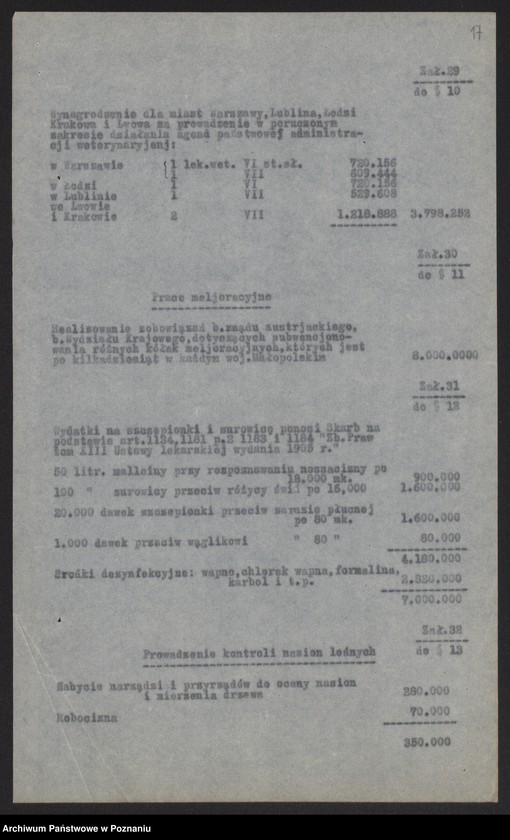 17
Zał.29
do § 10
Wynagrodzenie dla miast Warszawy,Lublina,Łodzi
Krakowa i Lwowa za prowadzenie w poruczonym
zakresie działania agend państwowej administra-
cji weterynaryjnej:
w Warszawie ( 1 lek.wet. VI st.sł. 720.156
( 1 VII 609.444
w Łodzi 1 VI 720.156
w Lublinie 1 VII 529.608
we Lwowie
i Krakowie 2 VII 1.218.888 3.798.252
Zał.30
do § 11
Prace meljoracyjne
Realizowanie zobowiązań b.rządu austrjackiego,
b.Wydziału Krajowego,dotyczących subwencjono-
wania różnych kółek meljoracyjnych,których jest
po kilkadziesiąt w każdym woj.Małopolskim 8.000.0000
Zał.31
do § 12
Wydatki na szczepionki i surowicę ponosi Skarb na
podstawie art.1134,1181 p.2 1183 i 1184 "Zb.Praw
tom XIII Ustawy lekarskiej wydania 1905 r."
50 litr. malleiny przy rozpoznawaniu nosacizny po
18.000 mk. 900.000
100 " surowicy przeciw różycy świń po 16,000 1.600.000
20.000 dawek szczepionki przeciw zarazie płucnej
po 80 mk. 1.600.000
1.000 dawek przeciw wąglikowi " 80 " 80.000
4.180.000
Środki dezynfekcyjne: wapno,chlorek wapna,formalina,
karbol i t.p. 2.820.000
7.000.000
Zał.32
do § 13
Prowadzenie kontroli nasion leśnych
Nabycie narządzi i przyrządów do oceny nasion
i mierzenia drzewa 280.000
Robocizna 70.000
350.000
Archiwum Państwowe w Poznaniu